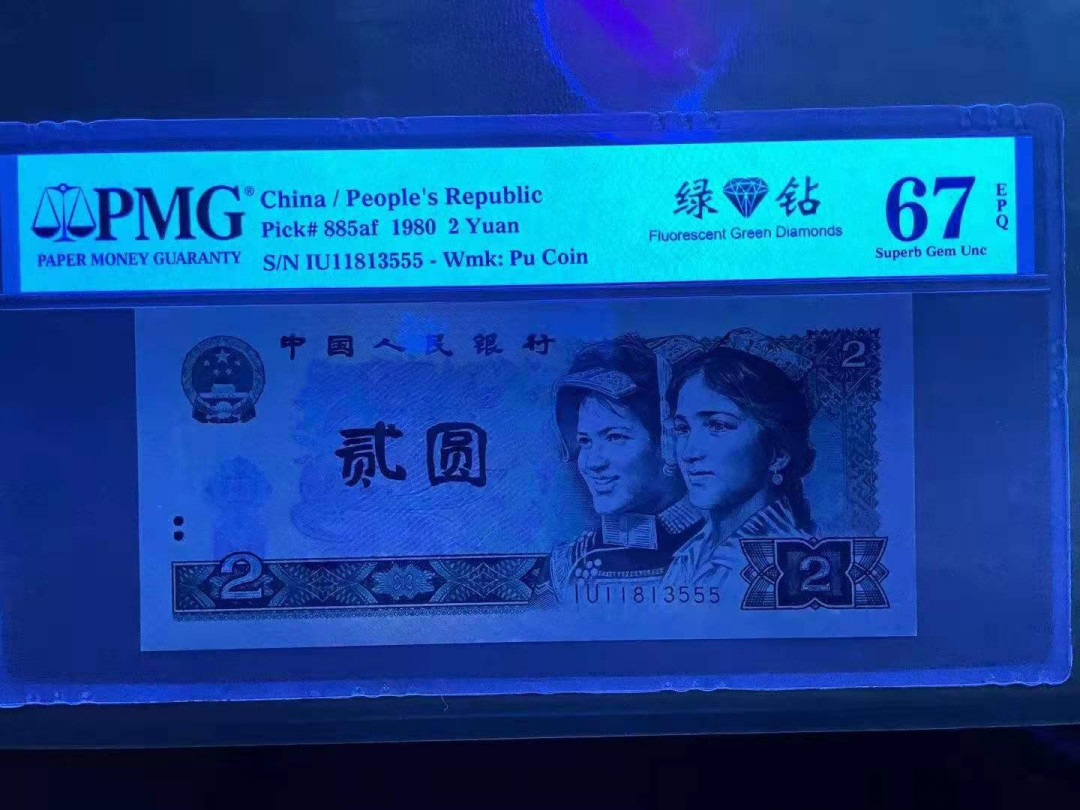 PMG®
PAPER MONEY GUARANTY
China / People's Republic
Pick# 885af 1980 2 Yuan
S/N IU11813555 - Wmk: Pu Coin
绿 钻
Fluorescent Green Diamonds
67
EPQ
Superb Gem Unc
中国人民银行
2
贰圆
2
IU11813555
2